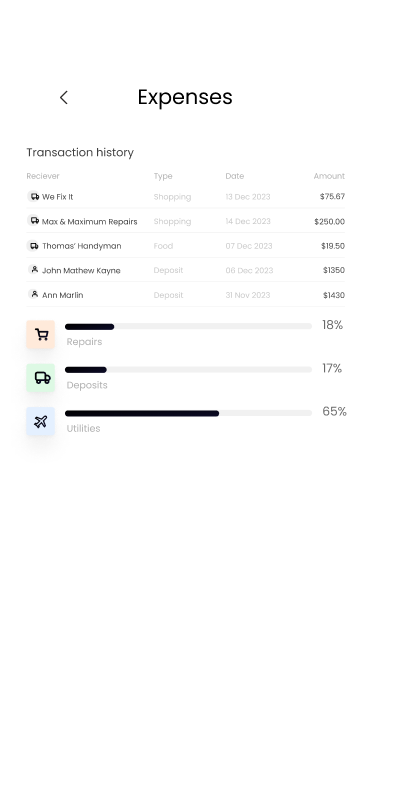 Expenses
Transaction history
Reciever Type Date Amount
We Fix It Shopping 13 Dec 2023 $75.67
Max & Maximum Repairs Shopping 14 Dec 2023 $250.00
Thomas' Handyman Food 07 Dec 2023 $19.50
John Mathew Kayne Deposit 06 Dec 2023 $1350
Ann Marlin Deposit 31 Nov 2023 $1430
18%
Repairs
17%
Deposits
65%
Utilities